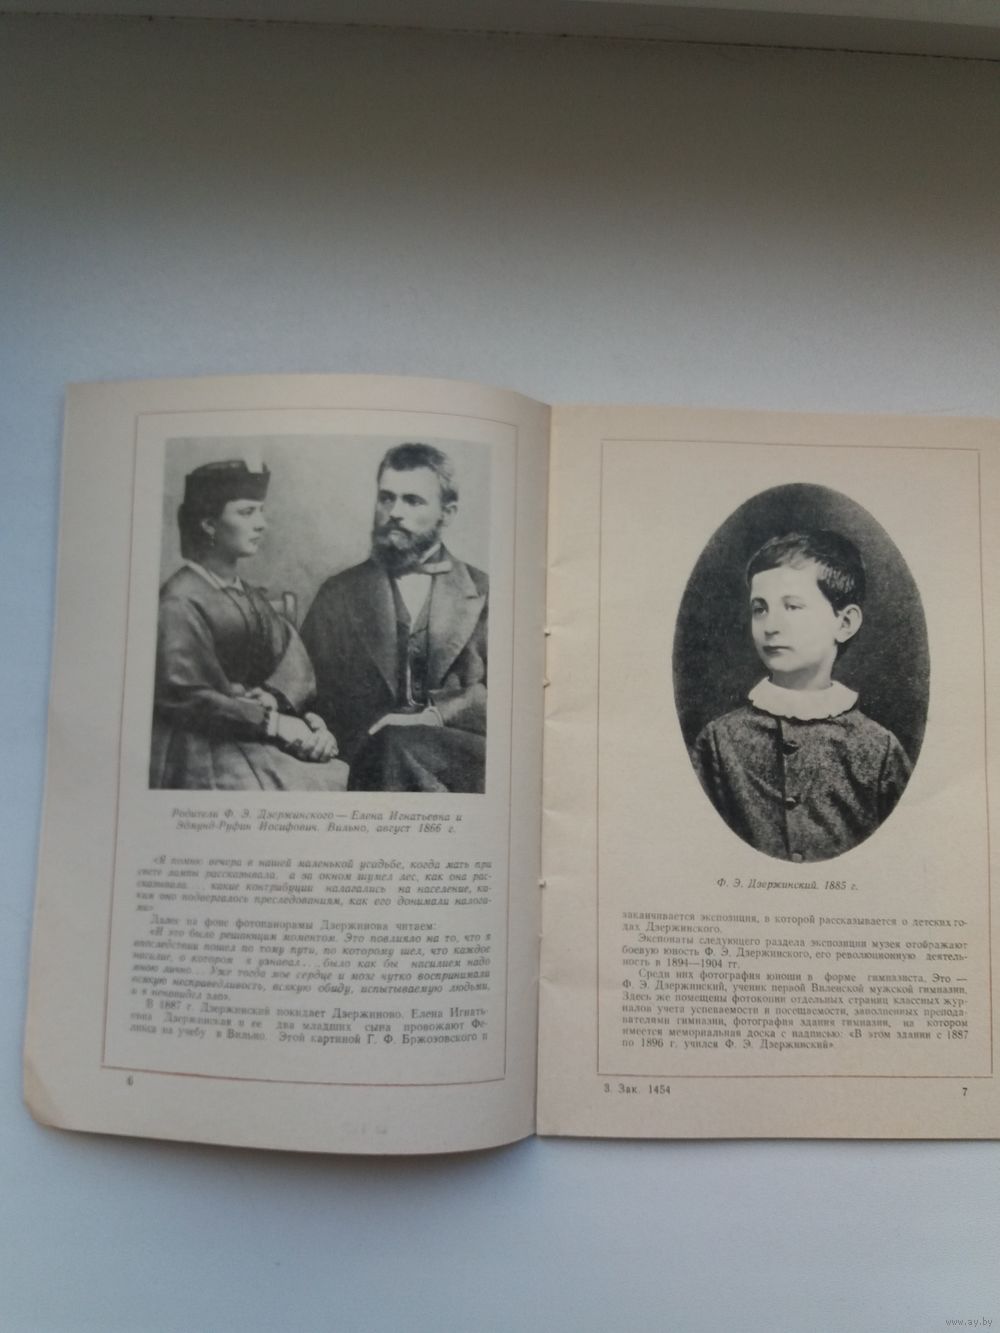 Родители Ф. Э. Дзержинского — Елена Игнатьевна и
Эдмунд-Руфин Иосифович. Вильно, август 1866 г.
«Я помню вечера в нашей маленькой усадьбе, когда мать при
свете лампы рассказывала, а за окном шумел лес, как она рас-
сказывала... какие контрибуции налагались на население, ка-
ким оно подвергалось преследованиям, как его донимали налога-
ми»
Далее на фоне фотопанорамы Дзержинова читаем:
«И это было решающим моментом. Это повлияло на то, что я
впоследствии пошел по тому пути, по которому шел, что каждое
насилие, о котором я узнавал... было как бы насилием надо
мною лично... Уже тогда мое сердце и мозг чутко воспринимали
всякую несправедливость, всякую обиду, испытываемую людьми,
и я ненавидел зло».
В 1887 г. Дзержинский покидает Дзержиново. Елена Игнать-
евна Дзержинская и ее два младших сына провожают Фе-
ликса на учебу в Вильно. Этой картиной Г. Ф. Бржозовского и
6
Ф. Э. Дзержинский. 1885 г.
заканчивается экспозиция, в которой рассказывается о детских го-
дах Дзержинского.
Экспонаты следующего раздела экспозиции музея отображают
боевую юность Ф. Э. Дзержинского, его революционную деятель-
ность в 1894—1904 гг.
Среди них фотография юноши в форме гимназиста. Это —
Ф. Э. Дзержинский, ученик первой Виленской мужской гимназии.
Здесь же помещены фотокопии отдельных страниц классных жур-
налов учета успеваемости и посещаемости, заполненных препода-
вателями гимназии, фотография здания гимназии, на котором
имеется мемориальная доска с надписью: «В этом здании с 1887
по 1896 г. учился Ф. Э. Дзержинский».
3. Зак. 1454
7
www.ay.by